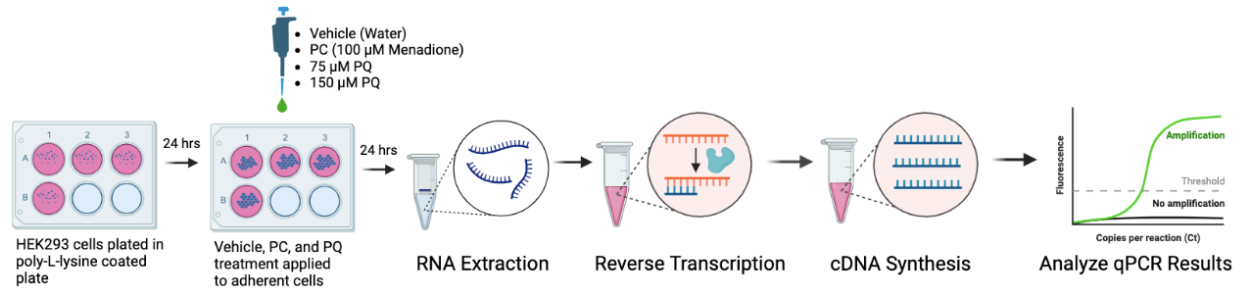 • Vehicle (Water)
• PC (100 µM Menadione)
• 75 µM PQ
• 150 µM PQ
1 2 3
A
B
24 hrs
1 2 3
A
B
24 hrs
HEK293 cells plated in
poly-L-lysine coated
plate
Vehicle, PC, and PQ
treatment applied
to adherent cells
RNA Extraction
Reverse Transcription
cDNA Synthesis
Fluorescence
Amplification
Threshold
No amplification
Copies per reaction (Ct)
Analyze qPCR Results